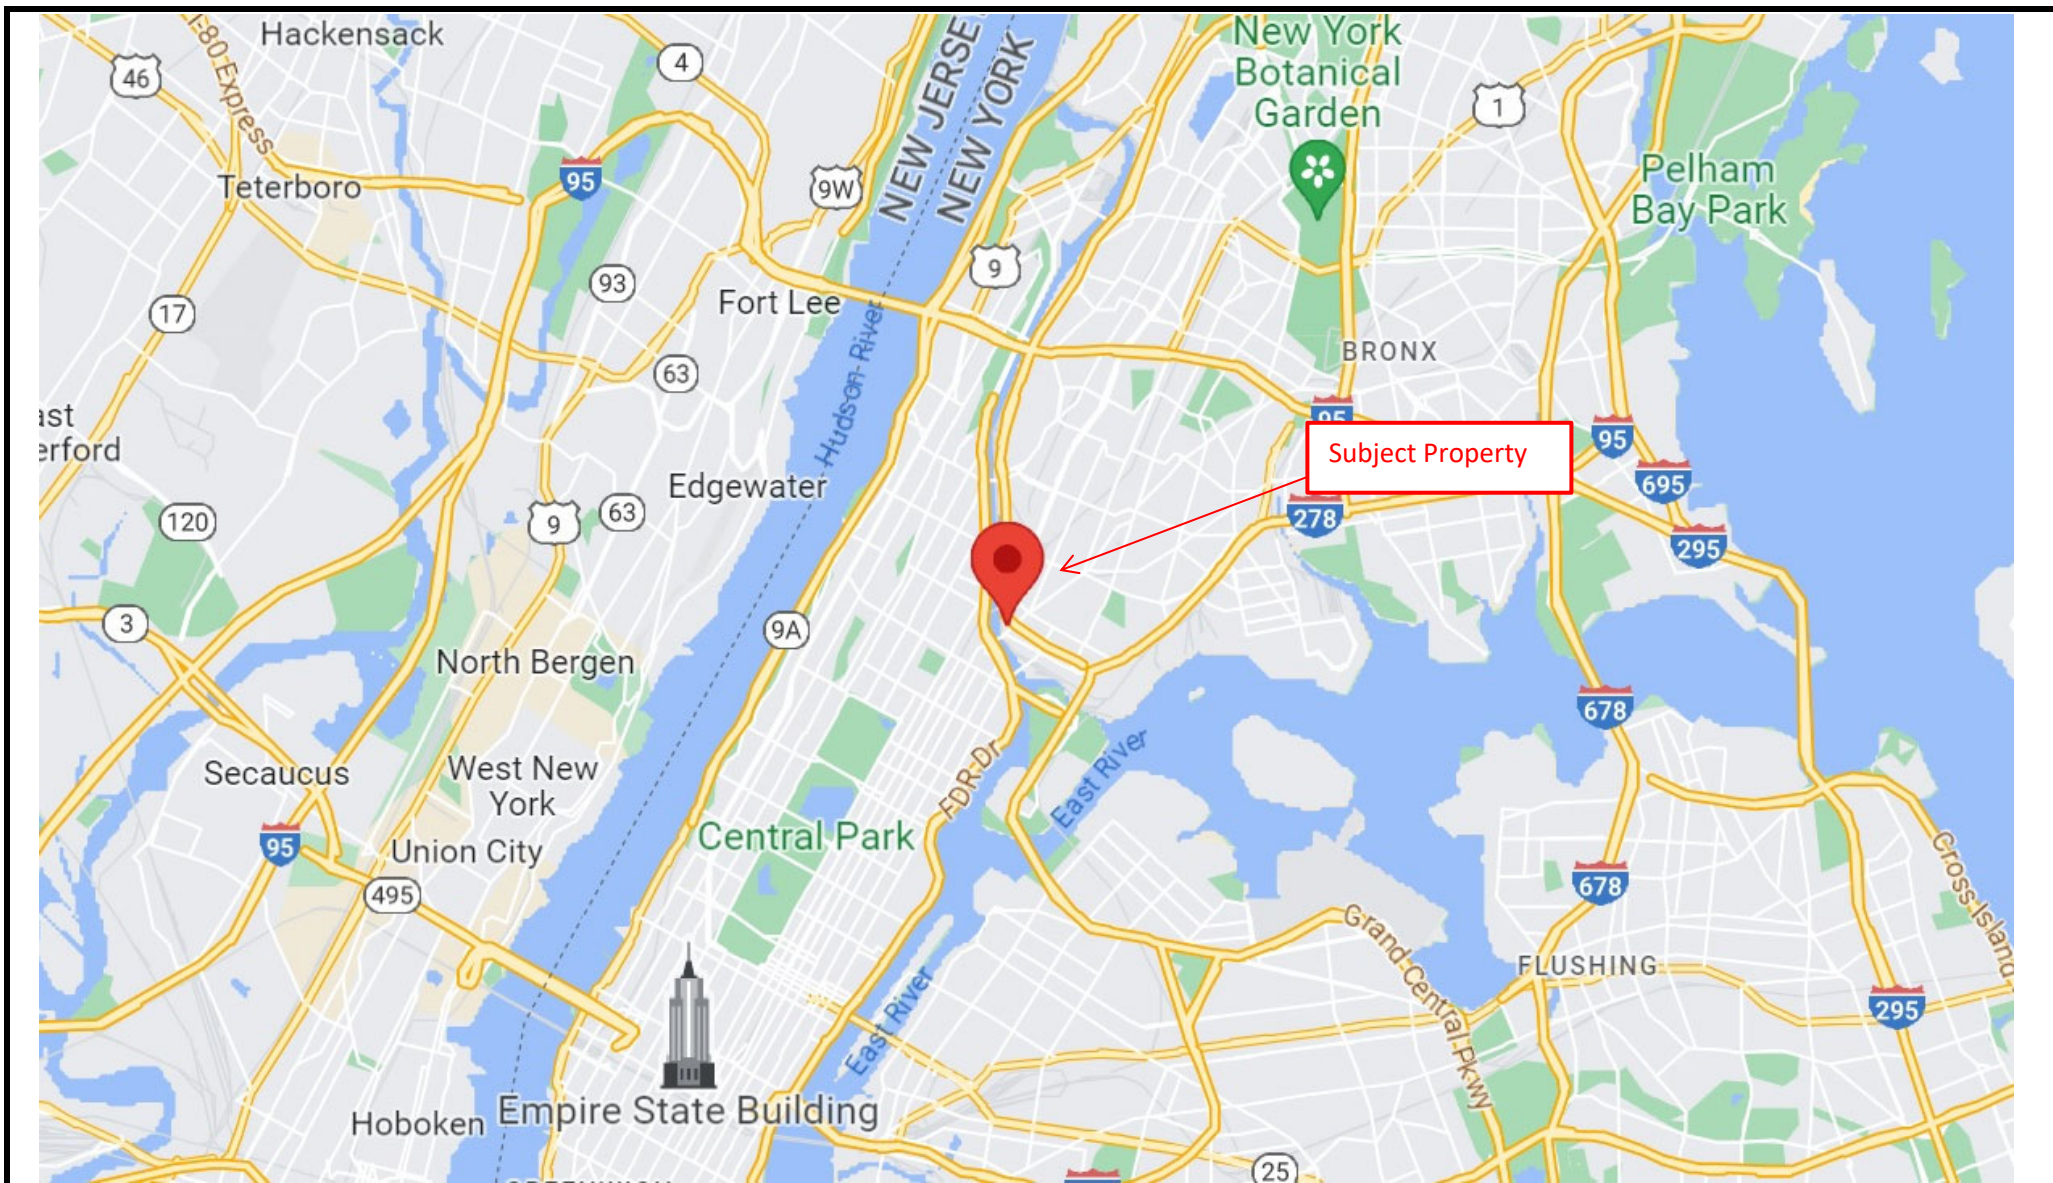 Hackensack
I-80 Express
46
4
NEW JERSE
NEW YORK
New York
Botanical
Garden
1
Teterboro
95
9W
Pelham
Bay Park
9
93
17
Fort Lee
Hudson River
63
BRONX
95
ast
erford
Edgewater
Subject Property
95
695
120
9
63
278
295
3
9A
North Bergen
678
Secaucus
West New
York
FDR Dr
East River
95
Union City
Central Park
495
678
Cross Island
Grand Central Pkwy
FLUSHING
East River
295
Hoboken
Empire State Building
25